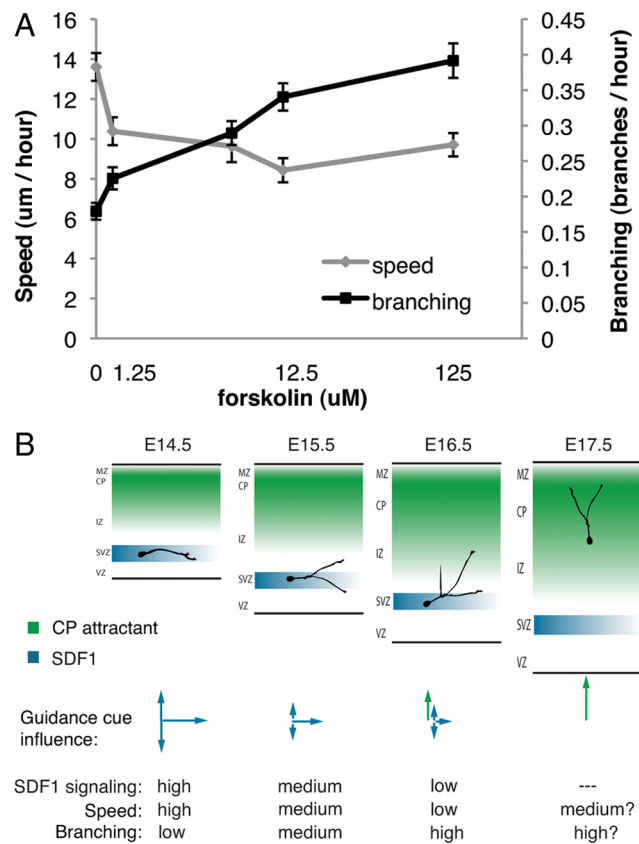 A
Speed (um / hour)
16
14
12
10
8
6
4
2
0
0.45
0.4
0.35
0.3
0.25
0.2
0.15
0.1
0.05
0
Branching (branches / hour)
speed
branching
0 1.25 12.5 125
forskolin (uM)
B
E14.5 E15.5 E16.5 E17.5
MZ
CP
IZ
SVZ
VZ
MZ
CP
IZ
SVZ
VZ
MZ
CP
IZ
SVZ
VZ
MZ
CP
IZ
SVZ
VZ
CP attractant
SDF1
Guidance cue
influence:
SDF1 signaling: high medium low ---
Speed: high medium low medium?
Branching: low medium high high?